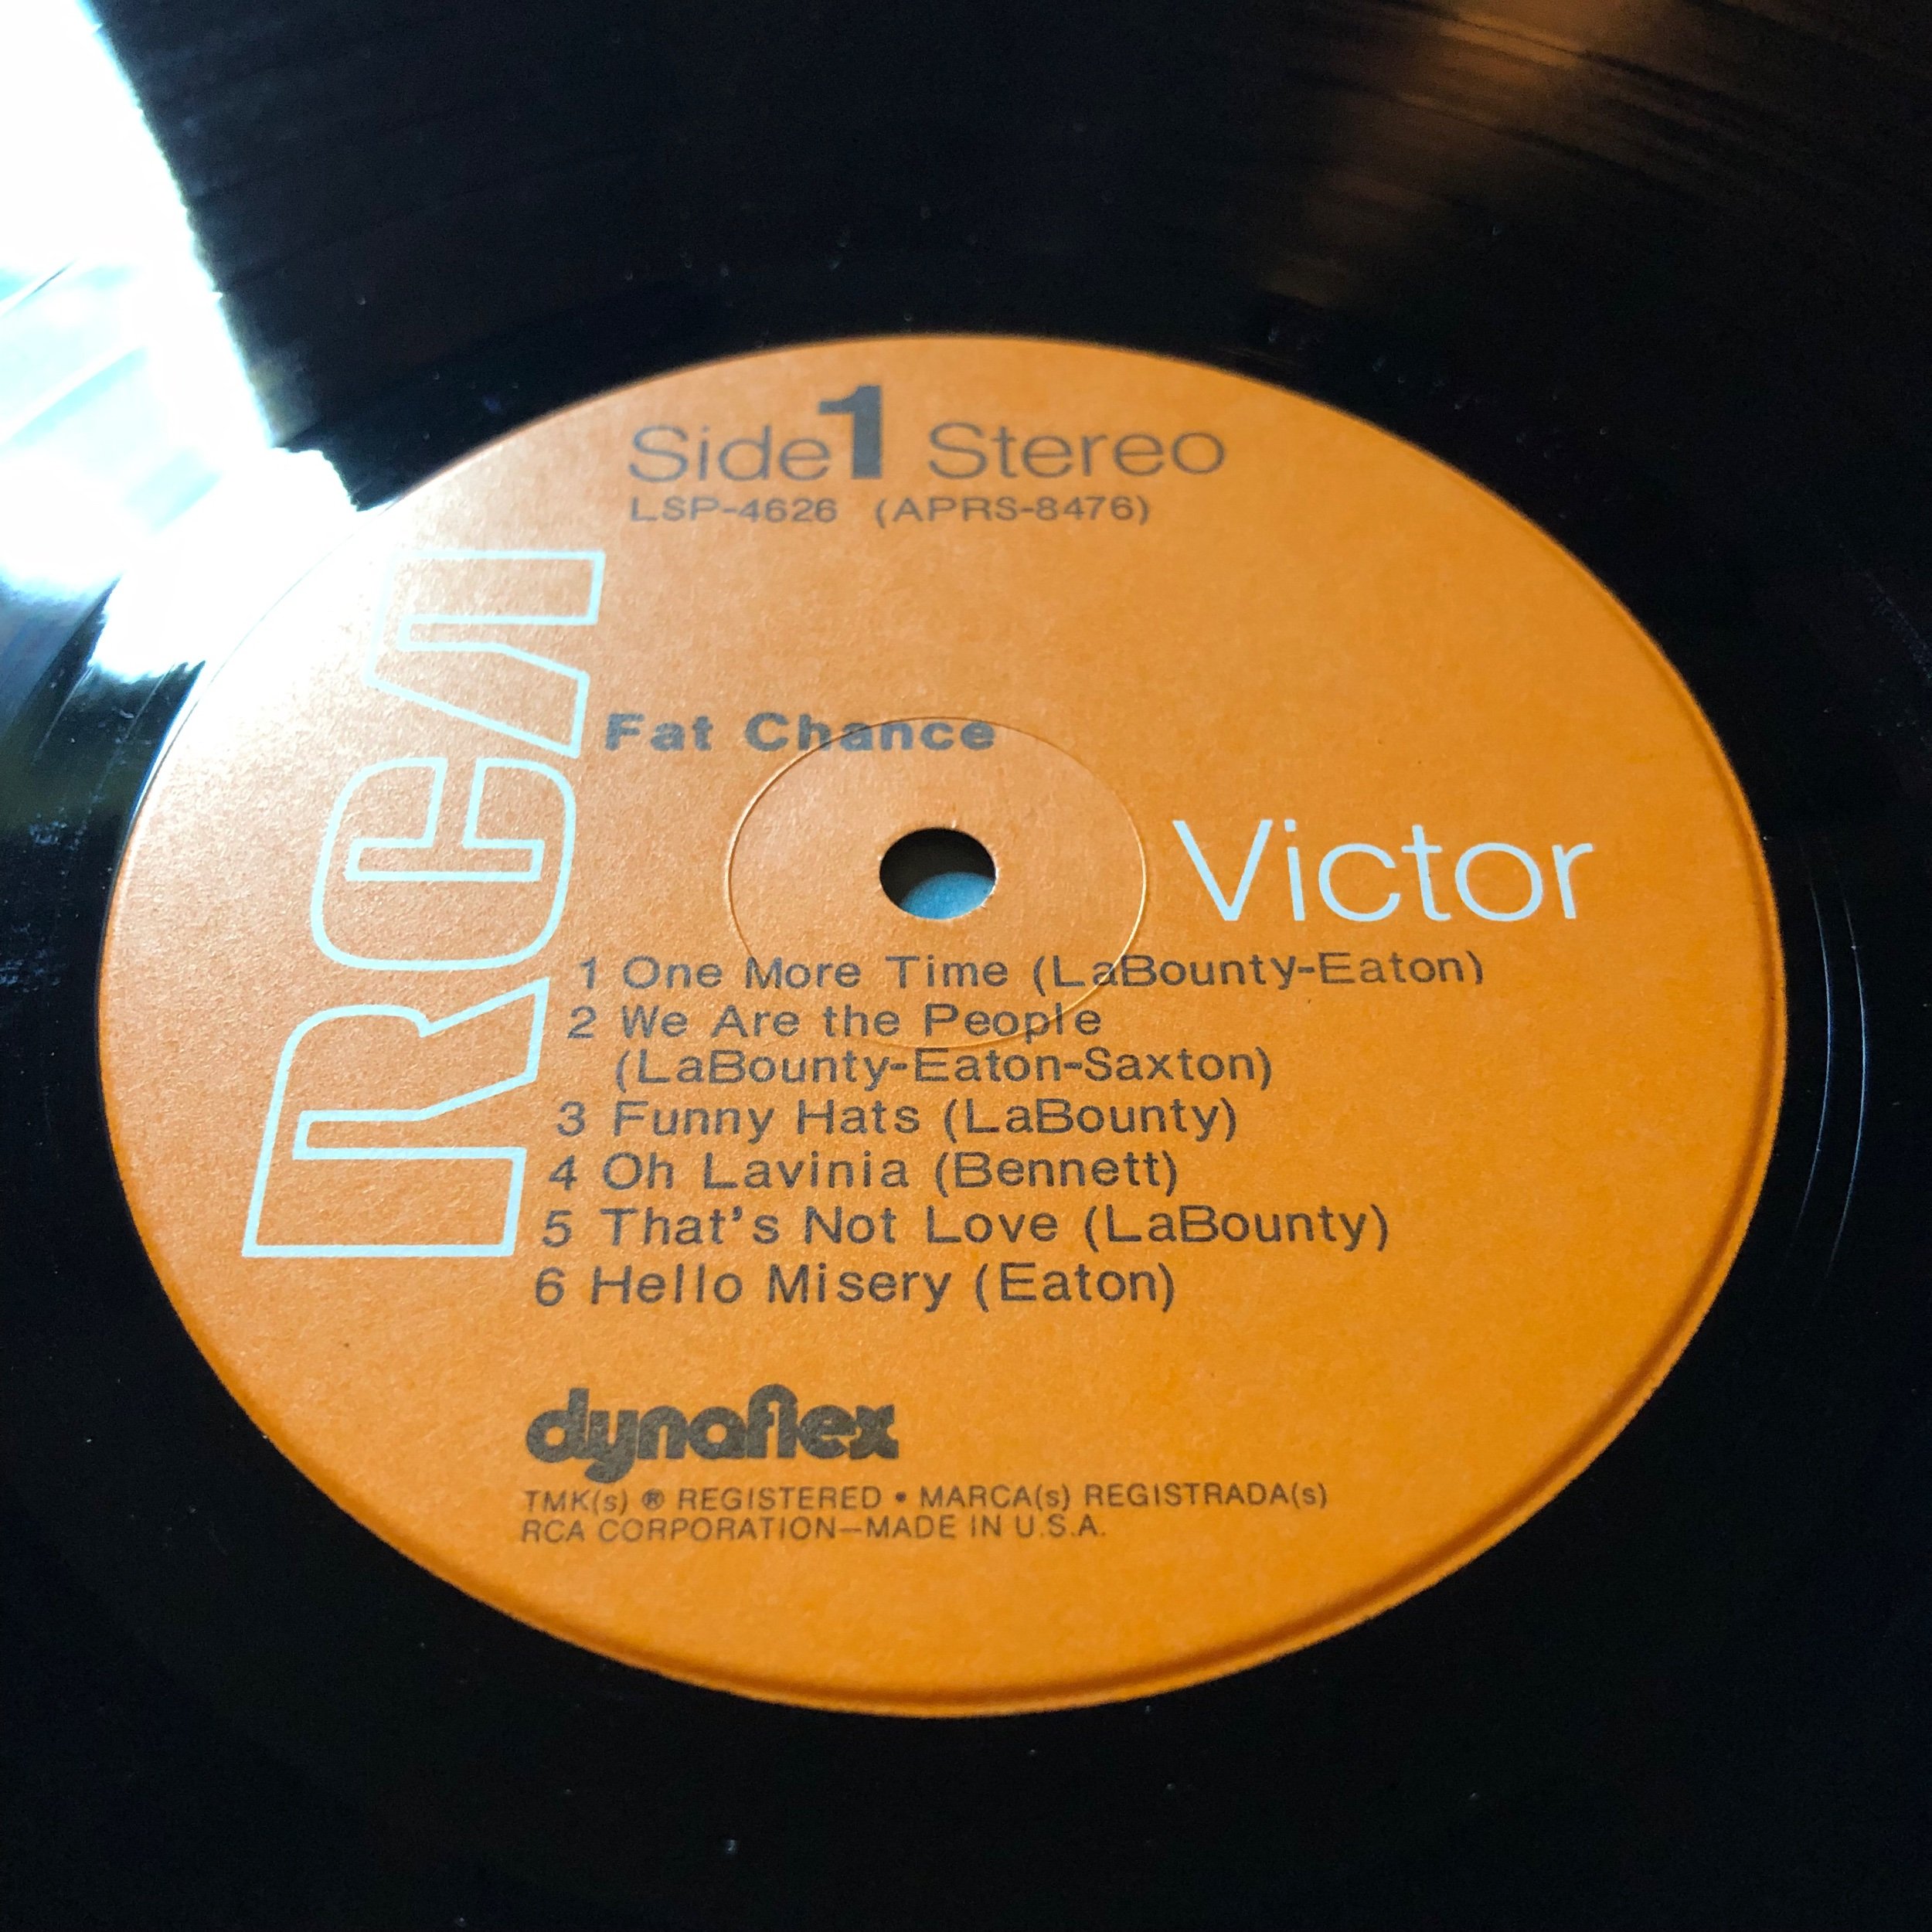 Side 1 Stereo
LSP-4626 (APRS-8476)
RCA
Fat Chance
Victor
1 One More Time (LaBounty-Eaton)
2 We Are the People
(LaBounty-Eaton-Saxton)
3 Funny Hats (LaBounty)
4 Oh Lavinia (Bennett)
5 That's Not Love (LaBounty)
6 Hello Misery (Eaton)
dynaflex
TMK(s) ® REGISTERED • MARCA(s) REGISTRADA(s)
RCA CORPORATION—MADE IN U.S.A.